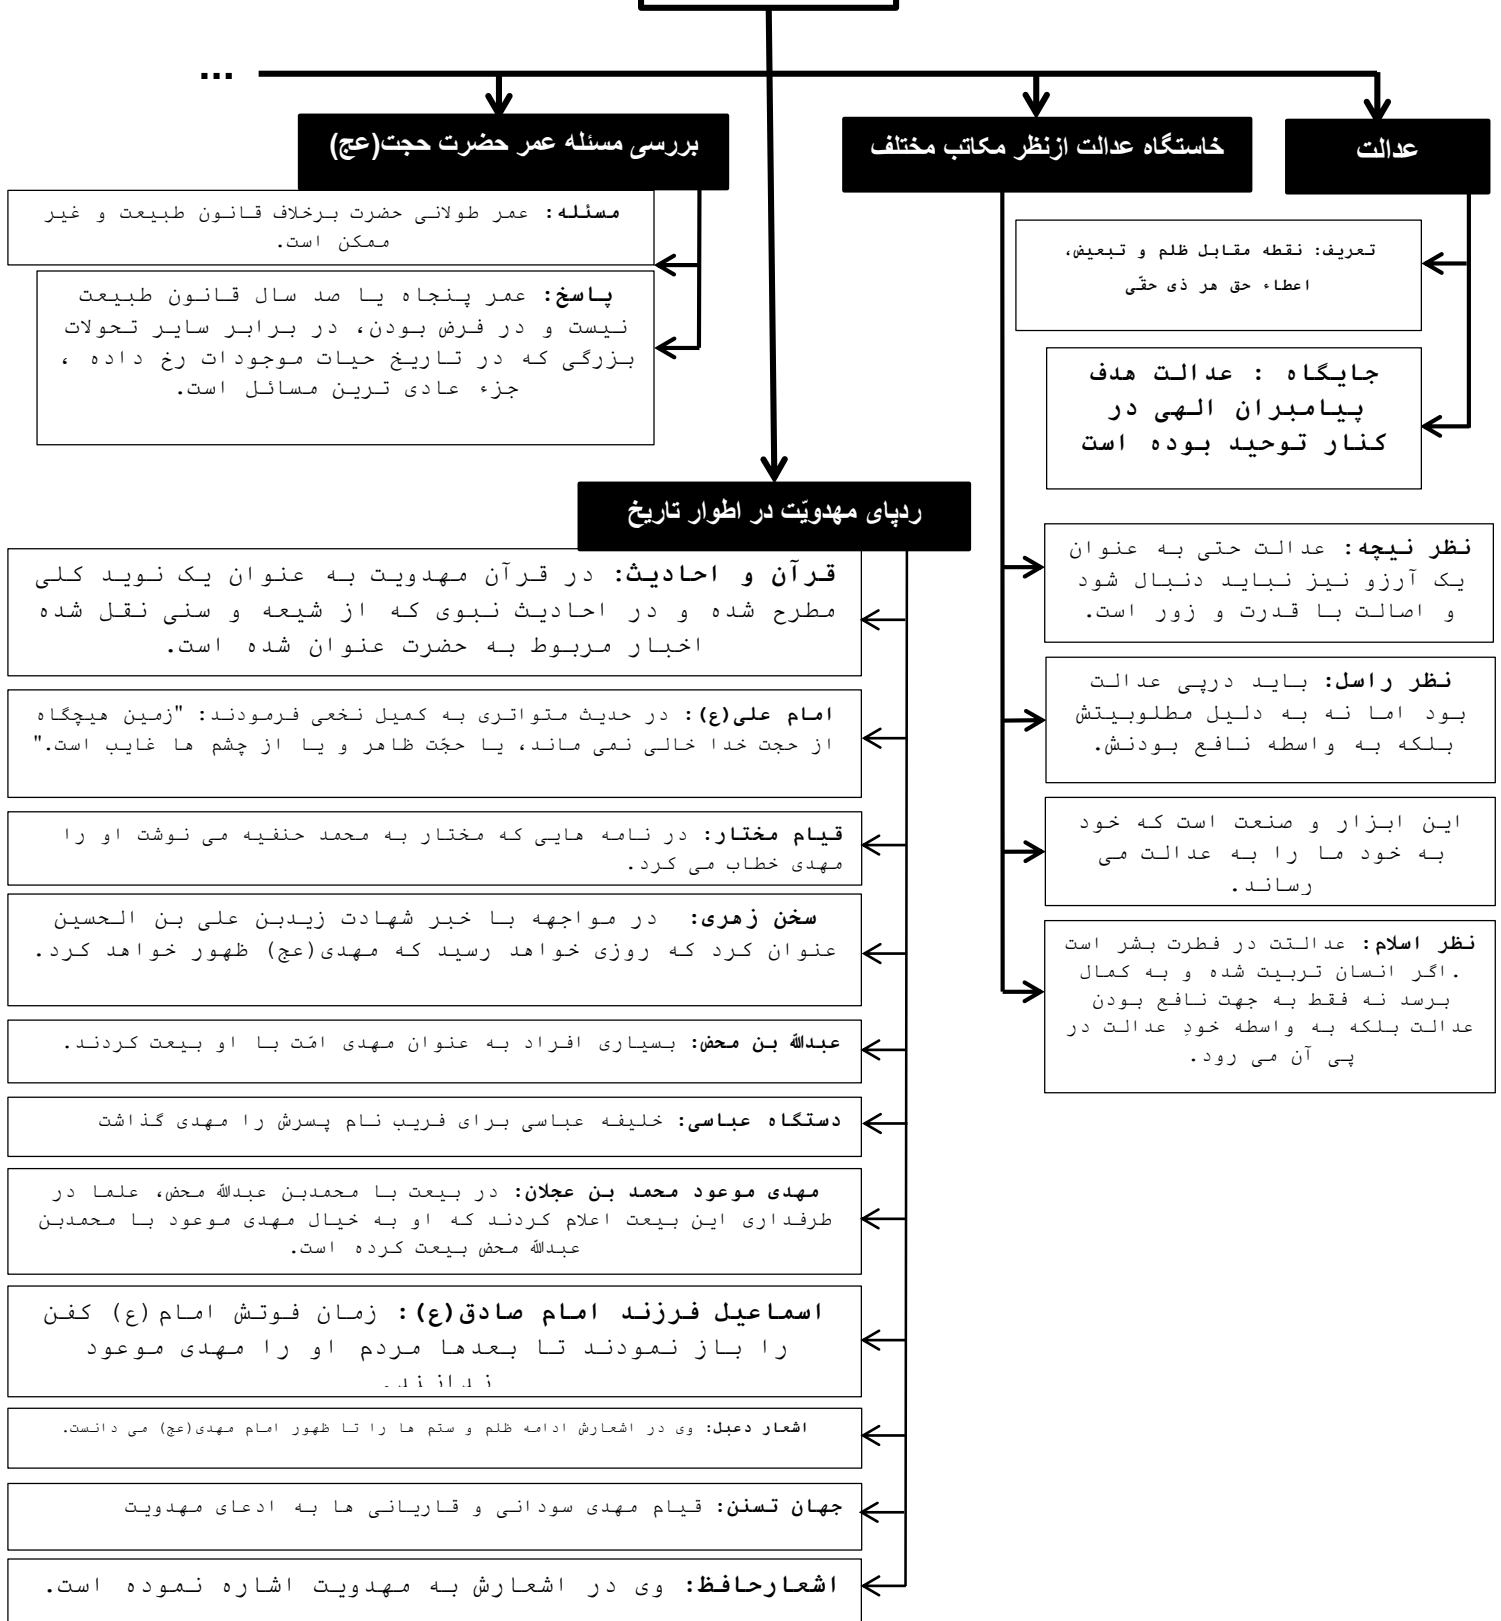 ...
عدالت
تعریف: نقطه مقابل ظلم و تبعیض،
اعطاء حق هر ذی حقّی
جایگاه : عدالت هدف
پیامبران الهی در
کنار توحید بوده است
خاستگاه عدالت ازنظر مکاتب مختلف
نظر نیچه: عدالت حتی به عنوان
یک آرزو نیز نباید دنبال شود
و اصالت با قدرت و زور است.
نظر راسل: باید درپی عدالت
بود اما نه به دلیل مطلوبیتش
بلکه به واسطه نافع بودنش.
این ابزار و صنعت است که خود
به خود ما را به عدالت می
رساند.
نظر اسلام: عدالتت در فطرت بشر است
.اگر انسان تربیت شده و به کمال
برسد نه فقط به جهت نافع بودن
عدالت بلکه به واسطه خودِ عدالت در
پی آن می رود.
بررسی مسئله عمر حضرت حجت(عج)
مسئله: عمر طولانی حضرت برخلاف قانون طبیعت و غیر
ممکن است.
پاسخ: عمر پنجاه یا صد سال قانون طبیعت
نیست و در فرض بودن، در برابر سایر تحولات
بزرگی که در تاریخ حیات موجودات رخ داده ،
جزء عادی ترین مسائل است.
ردپای مهدویّت در اطوار تاریخ
قرآن و احادیث: در قرآن مهدویت به عنوان یک نوید کلی
مطرح شده و در احادیث نبوی که از شیعه و سنی نقل شده
اخبار مربوط به حضرت عنوان شده است.
امام علی(ع): در حدیث متواتری به کمیل نخعی فرمودند: "زمین هیچگاه
از حجت خدا خالی نمی ماند، یا حجّت ظاهر و یا از چشم ها غایب است."
قیام مختار: در نامه هایی که مختار به محمد حنفیه می نوشت او را
مهدی خطاب می کرد.
سخن زهری: در مواجهه با خبر شهادت زیدبن علی بن الحسین
عنوان کرد که روزی خواهد رسید که مهدی(عج) ظهور خواهد کرد.
عبدالله بن محض: بسیاری افراد به عنوان مهدی امّت با او بیعت کردند.
دستگاه عباسی: خلیفه عباسی برای فریب نام پسرش را مهدی گذاشت
مهدی موعود محمد بن عجلان: در بیعت با محمدبن عبدالله محض، علما در
طرفداری این بیعت اعلام کردند که او به خیال مهدی موعود با محمدبن
عبدالله محض بیعت کرده است.
اسماعیل فرزند امام صادق(ع): زمان فوتش امام(ع) کفن
را باز نمودند تا بعدها مردم او را مهدی موعود
ندانند.
اشعار دعبل: وی در اشعارش ادامه ظلم و ستم ها را تا ظهور امام مهدی(عج) می دانست.
جهان تسنن: قیام مهدی سودانی و قاریانی ها به ادعای مهدویت
اشعارحافظ: وی در اشعارش به مهدویت اشاره نموده است.